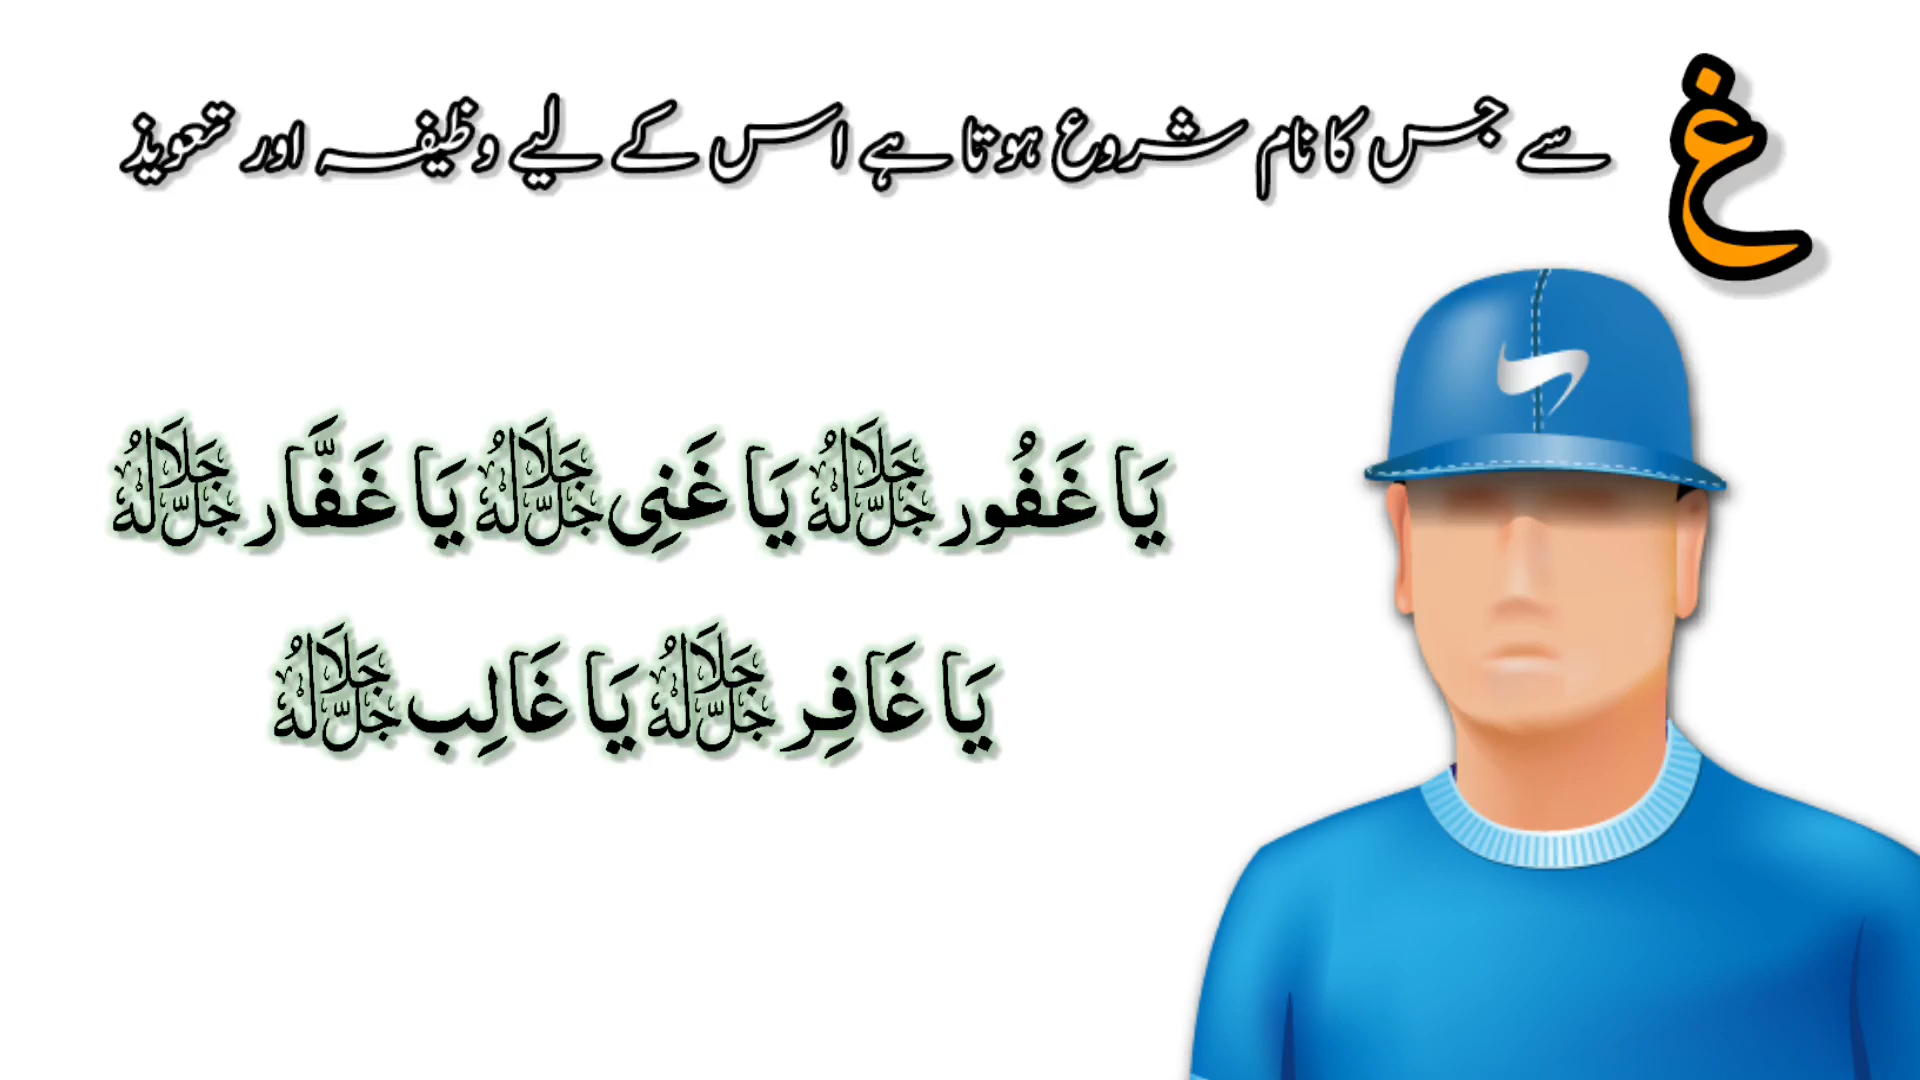 غ سے جس کا نام شروع ہوتا ہے اس کے لیے وظیفہ اور تعویذ
يَا غَفُور جَلَّ جَلَالَهُ يَا غَنِى جَلَّ جَلَالَهُ يَا غَفَّار جَلَّ جَلَالَهُ
يَا غَافِر جَلَّ جَلَالَهُ يَا غَالِب جَلَّ جَلَالَهُ